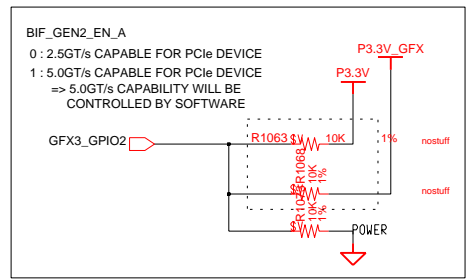 BIF_GEN2_EN_A
0 : 2.5GT/s CAPABLE FOR PCIe DEVICE
1 : 5.0GT/s CAPABLE FOR PCIe DEVICE
=> 5.0GT/s CAPABILITY WILL BE
CONTROLLED BY SOFTWARE
P3.3V_GFX
P3.3V
GFX3_GPIO2
R1063
10K
1%
nostuff
R1068
10K
1%
nostuff
10K
1%
POWER